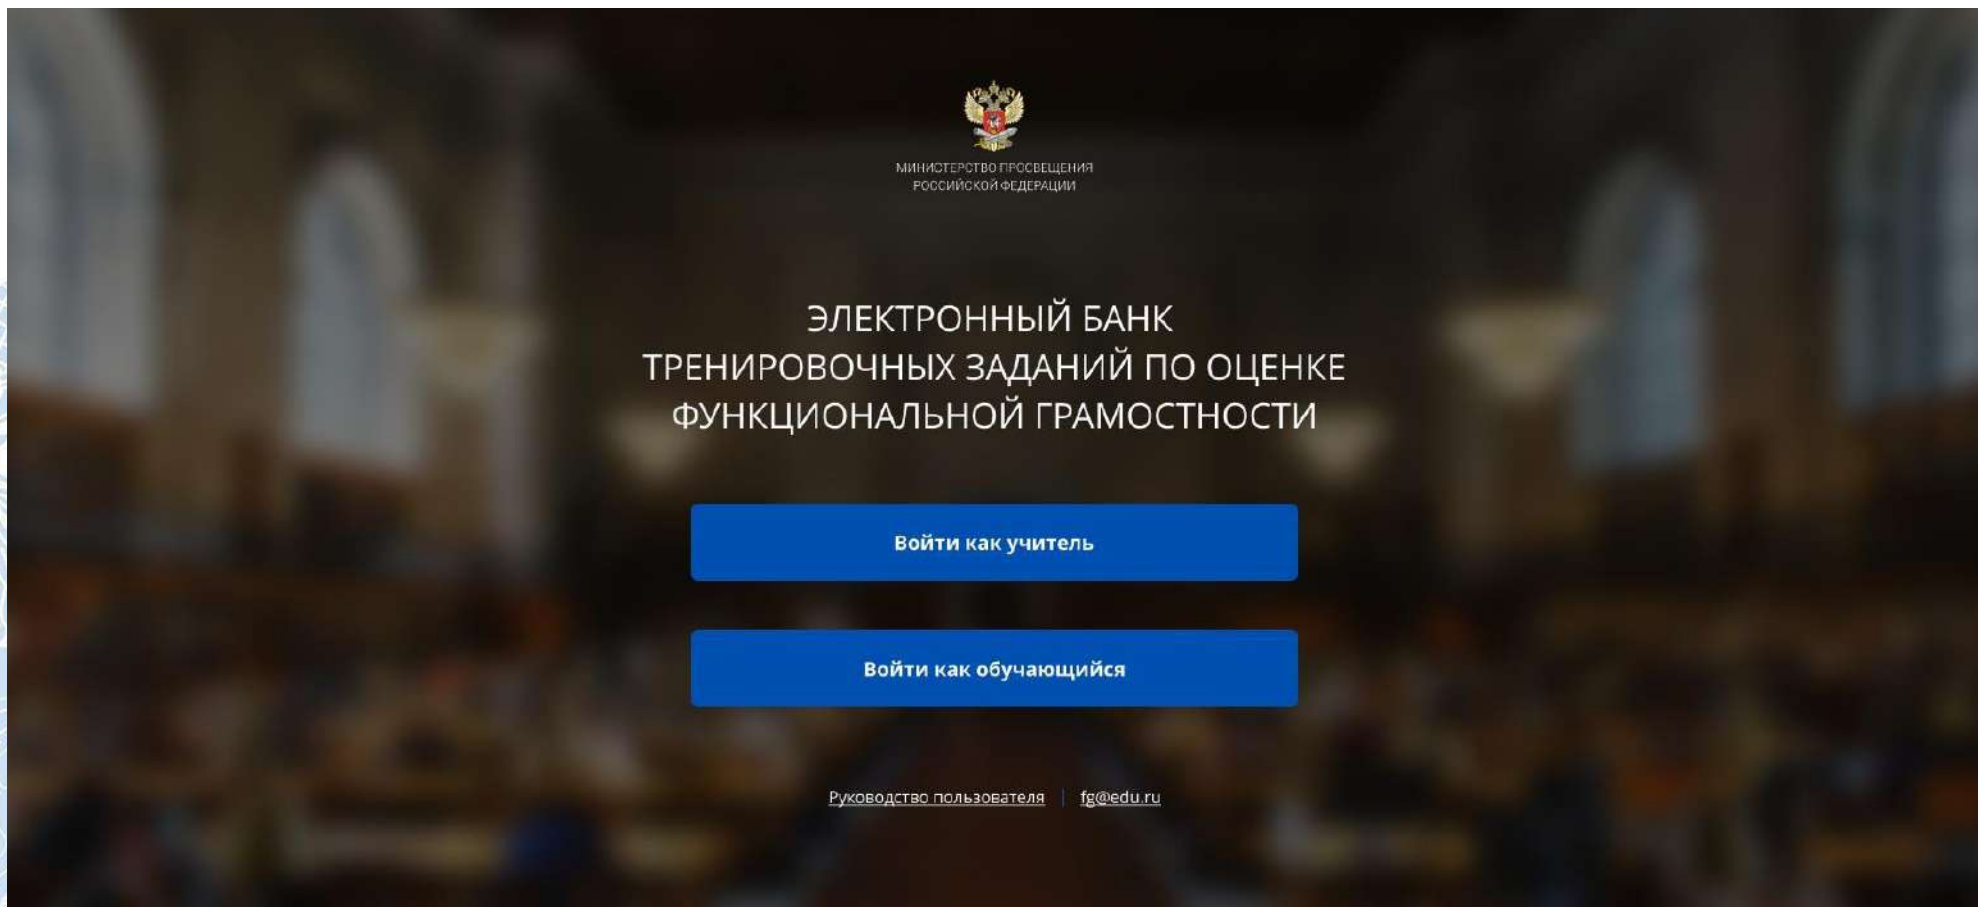 МИНИСТЕРСТВО ПРОСВЕЩЕНИЯ
РОССИЙСКОЙ ФЕДЕРАЦИИ
ЭЛЕКТРОННЫЙ БАНК
ТРЕНИРОВОЧНЫХ ЗАДАНИЙ ПО ОЦЕНКЕ
ФУНКЦИОНАЛЬНОЙ ГРАМОСТНОСТИ
Войти как учитель
Войти как обучающийся
Руководство пользователя | fg@edu.ru